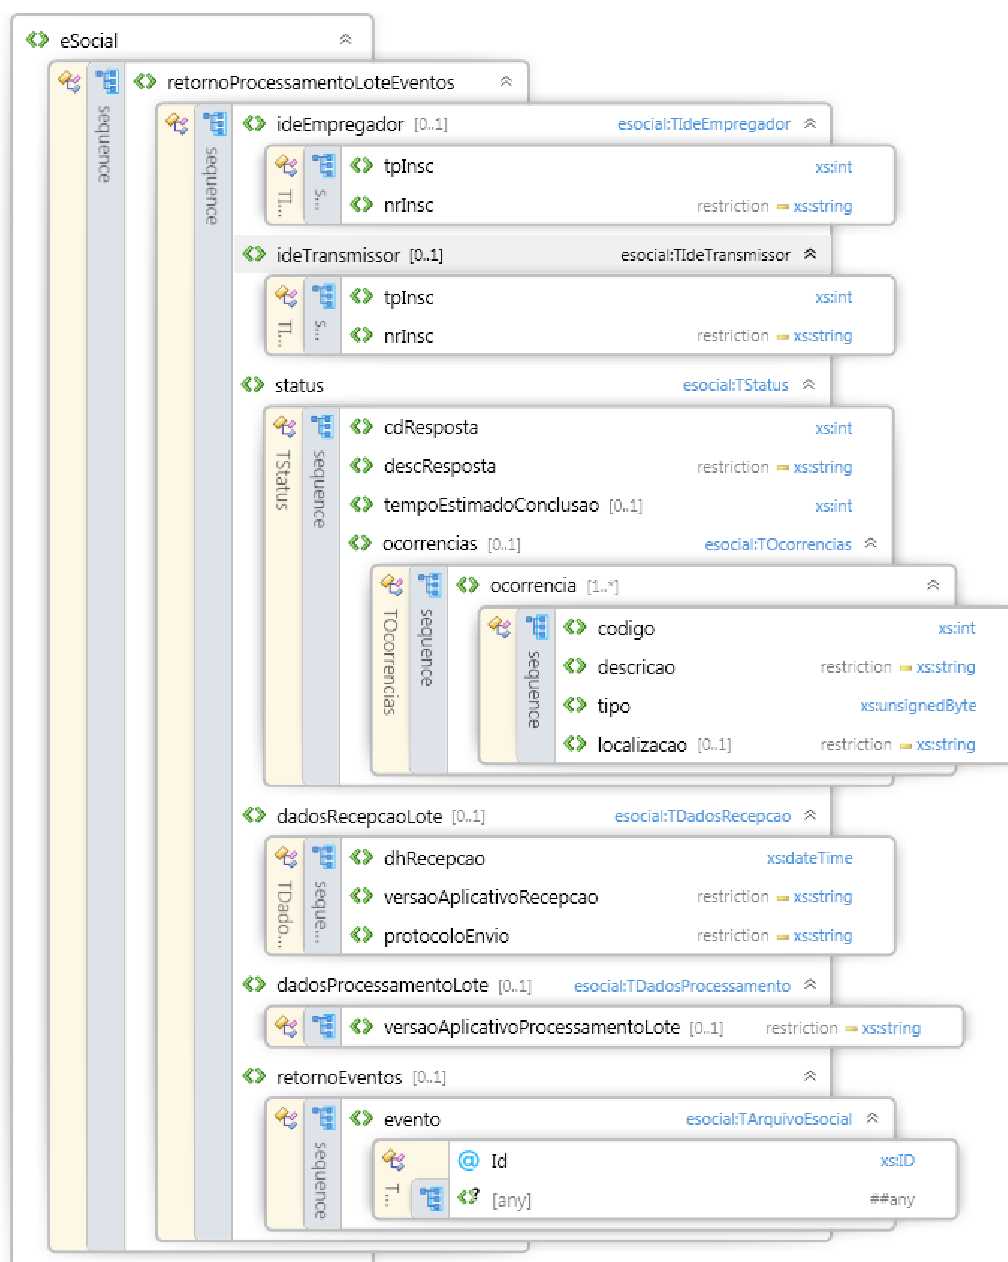 eSocial
sequence
retornoProcessamentoLoteEventos
sequence
ideEmpregador [0..1] esocial:TIdeEmpregador
TI... s...
tpInsc xs:int
nrInsc restriction xs:string
ideTransmissor [0..1] esocial:TIdeTransmissor
TI... s...
tpInsc xs:int
nrInsc restriction xs:string
status esocial:TStatus
TStatus sequence
cdResposta xs:int
descResposta restriction xs:string
tempoEstimadoConclusao [0..1] xs:int
ocorrencias [0..1] esocial:TOcorrencias
TOcorrencias sequence
ocorrencia [1..*]
sequence
codigo xs:int
descricao restriction xs:string
tipo xs:unsignedByte
localizacao [0..1] restriction xs:string
dadosRecepcaoLote [0..1] esocial:TDadosRecepcao
TDado... seque...
dhRecepcao xs:dateTime
versaoAplicativoRecepcao restriction xs:string
protocoloEnvio restriction xs:string
dadosProcessamentoLote [0..1] esocial:TDadosProcessamento
versaoAplicativoProcessamentoLote [0..1] restriction xs:string
retornoEventos [0..1]
sequence
evento esocial:TArquivoEsocial
T...
@ Id xs:ID
[any] ##any